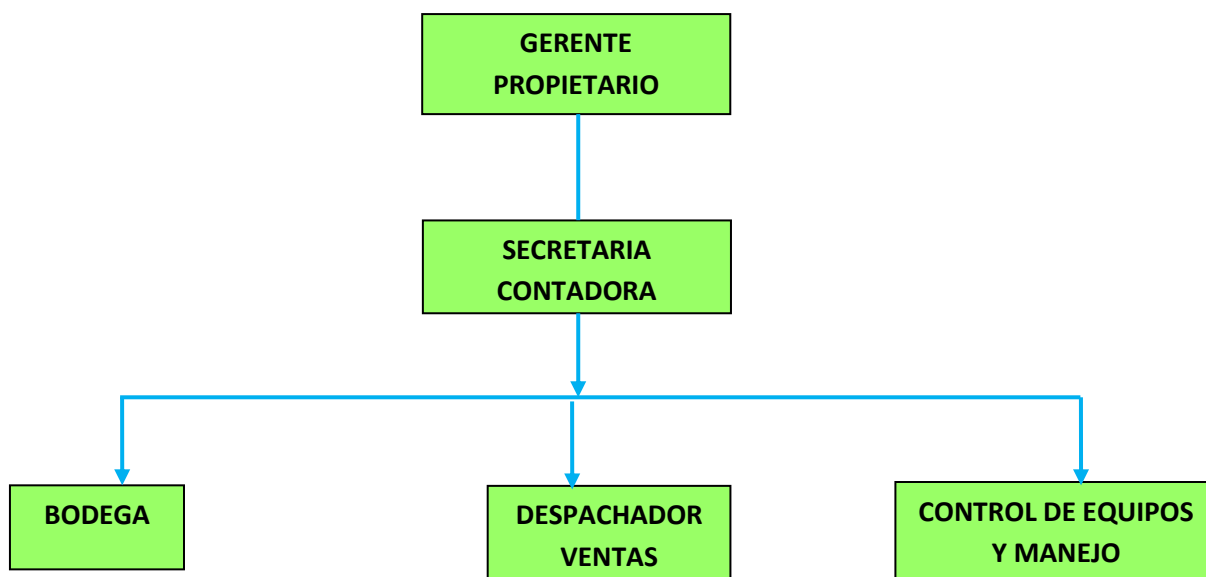 GERENTE
PROPIETARIO
SECRETARIA
CONTADORA
BODEGA
DESPACHADOR
VENTAS
CONTROL DE EQUIPOS
Y MANEJO